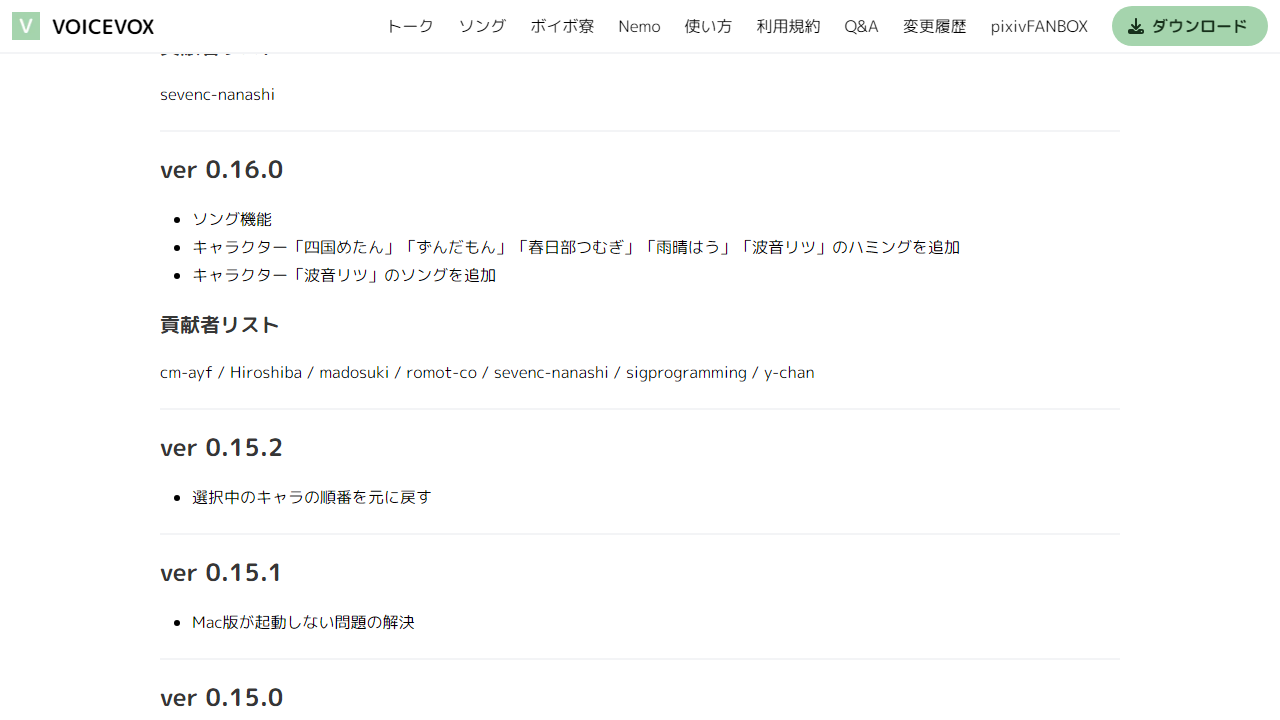 V VOICEVOX トーク ソング ボイボ寮 Nemo 使い方 利用規約 Q&A 変更履歴 pixivFANBOX ダウンロード
sevenc-nanashi
ver 0.16.0
ソング機能
キャラクター「四国めたん」「ずんだもん」「春日部つむぎ」「雨晴はう」「波音リツ」のハミングを追加
キャラクター「波音リツ」のソングを追加
貢献者リスト
cm-ayf / Hiroshiba / madosuki / romot-co / sevenc-nanashi / sigprogramming / y-chan
ver 0.15.2
選択中のキャラの順番を元に戻す
ver 0.15.1
Mac版が起動しない問題の解決
ver 0.15.0